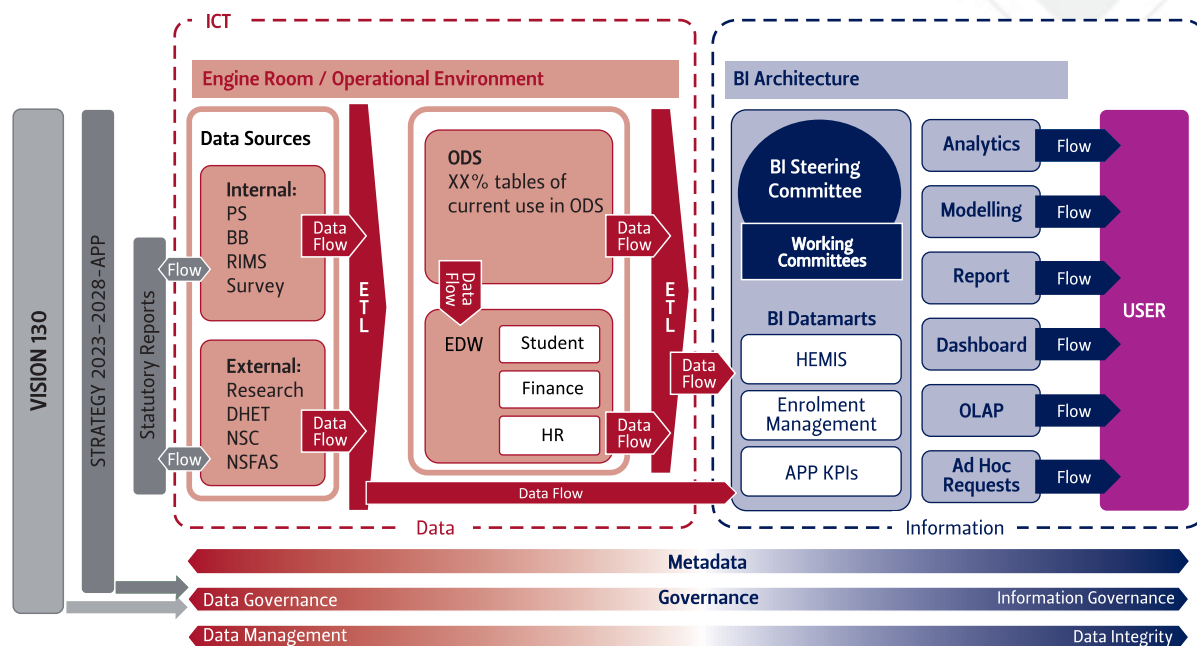 ICT
Engine Room / Operational Environment
BI Architecture
VISION 130
STRATEGY 2023–2028–APP
Statutory Reports
Flow
Flow
Data Sources
Internal:
PS
BB
RIMS
Survey
External:
Research
DHET
NSC
NSFAS
Data
Flow
Data
Flow
ETL
ODS
XX% tables of
current use in ODS
Data
Flow
EDW
Student
Finance
HR
Data
Flow
Data
Flow
ETL
Data
Flow
Data Flow
BI Steering
Committee
Working
Committees
BI Datamarts
HEMIS
Enrolment
Management
APP KPIs
Analytics
Flow
Modelling
Flow
Report
Flow
Dashboard
Flow
OLAP
Flow
Ad Hoc
Requests
Flow
USER
Data
Information
Metadata
Data Governance
Governance
Information Governance
Data Management
Data Integrity